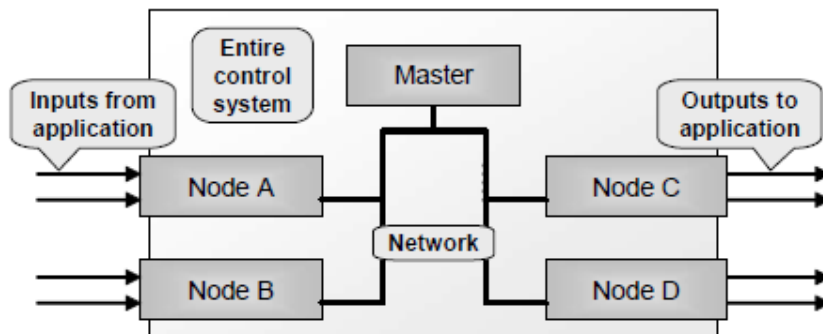 Entire
control
system
Master
Inputs from
application
Outputs to
application
Node A
Node C
Network
Node B
Node D